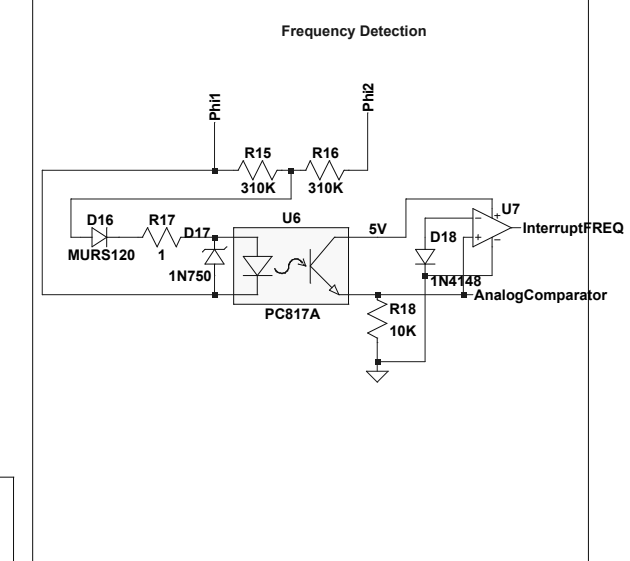 Frequency Detection
Phi1
Phi2
R15
R16
310K
310K
D16
R17
D17
U6
5V
U7
MURS120
1
1N750
D18
InterruptFREQ
1N4148
AnalogComparator
PC817A
R18
10K